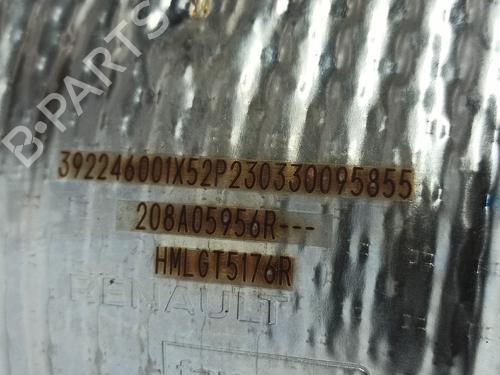 B-PARTS
392246001X52P230330095855
208A05956R---
HMLGT5176R
RENAULT